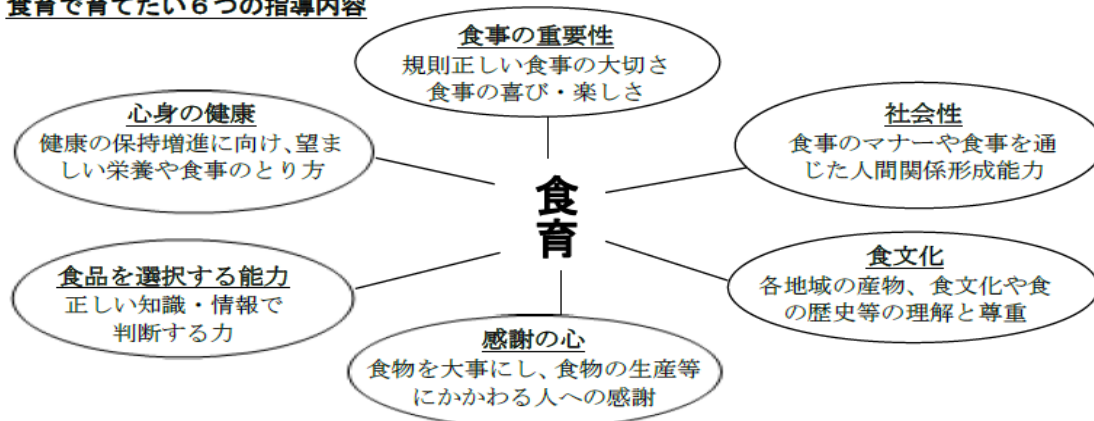 食育で育てたい６つの指導内容
食事の重要性
規則正しい食事の大切さ
食事の喜び・楽しさ
心身の健康
健康の保持増進に向け、望ま
しい栄養や食事のとり方
社会性
食事のマナーや食事を通
じた人間関係形成能力
食育
食品を選択する能力
正しい知識・情報で
判断する力
食文化
各地域の産物、食文化や食
の歴史等の理解と尊重
感謝の心
食物を大事にし、食物の生産等
にかかわる人への感謝